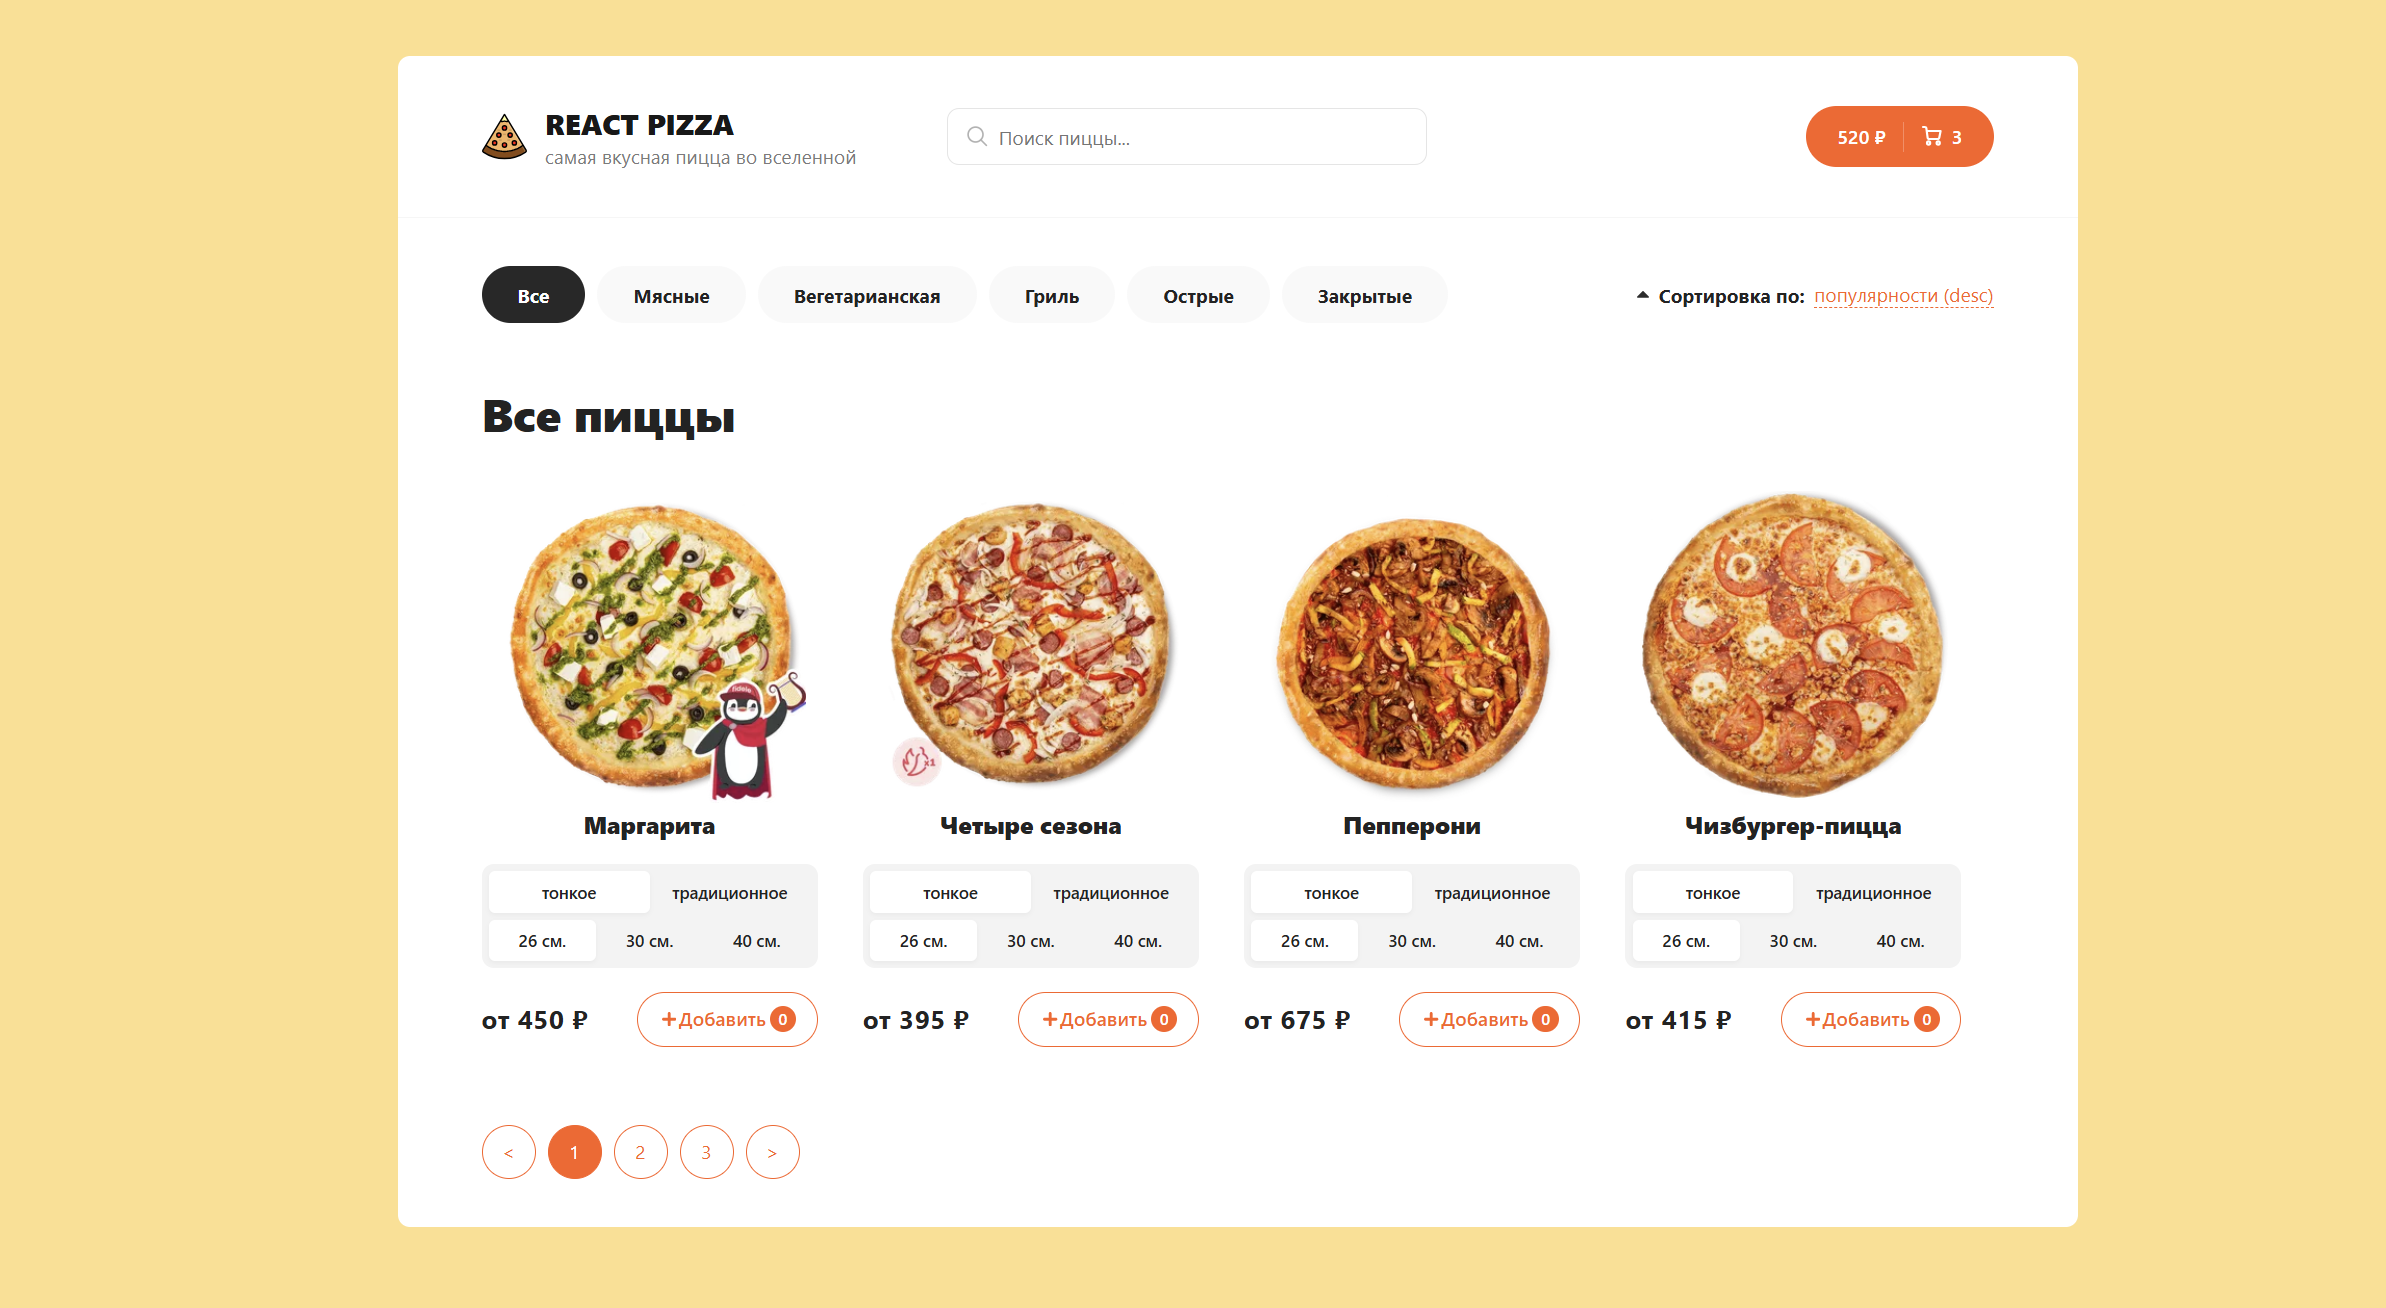 REACT PIZZA
самая вкусная пицца во вселенной
Поиск пиццы...
520 ₽ 3
Все Мясные Вегетарианская Гриль Острые Закрытые
Сортировка по: популярности (desc)
Все пиццы
fidele
x1
Маргарита Четыре сезона Пепперони Чизбургер-пицца
тонкое традиционное тонкое традиционное тонкое традиционное тонкое традиционное
26 см. 30 см. 40 см. 26 см. 30 см. 40 см. 26 см. 30 см. 40 см. 26 см. 30 см. 40 см.
от 450 ₽ +Добавить 0 от 395 ₽ +Добавить 0 от 675 ₽ +Добавить 0 от 415 ₽ +Добавить 0
< 1 2 3 >